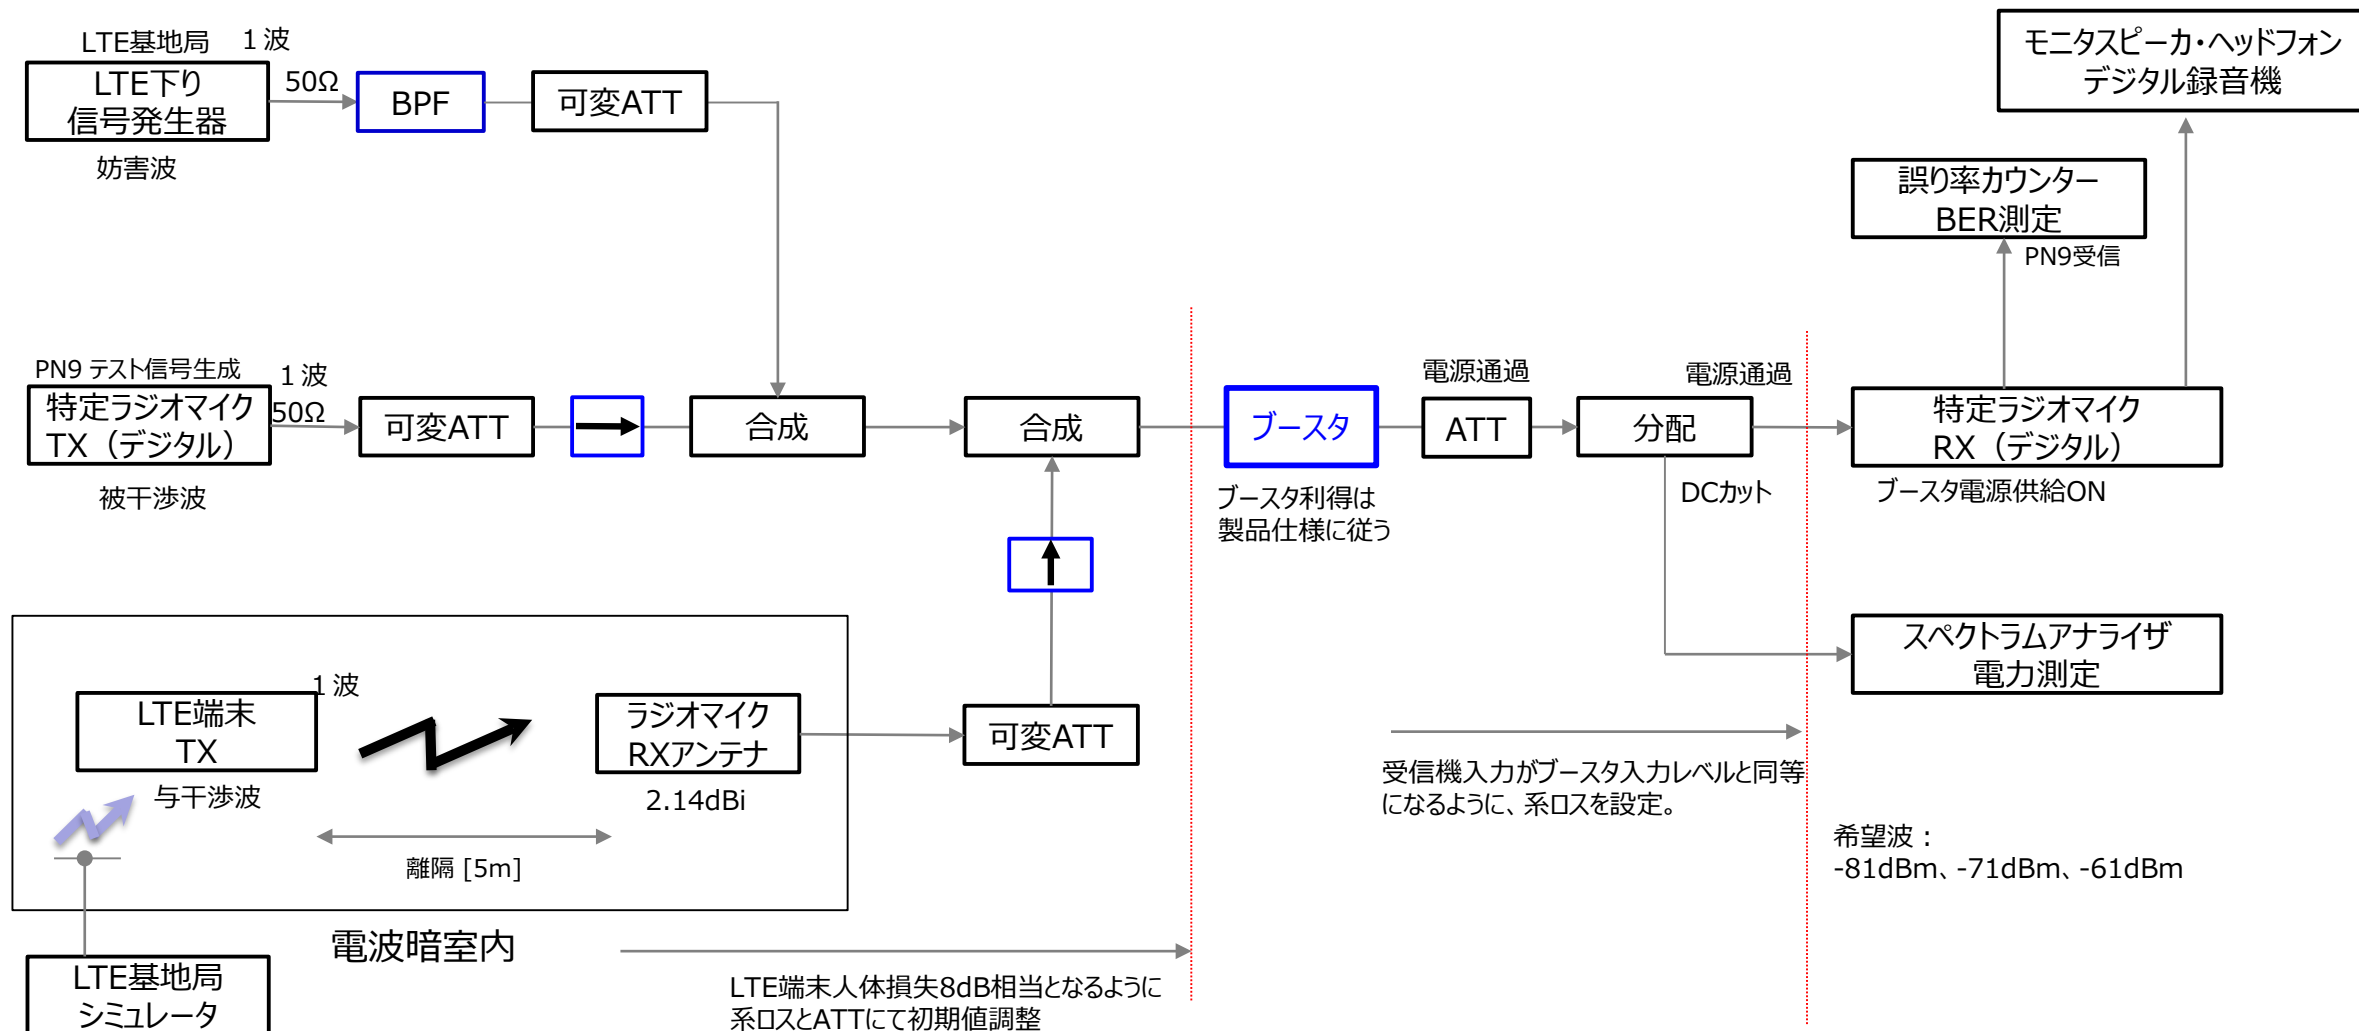 LTE基地局
１波
LTE下り
信号発生器
50Ω
BPF
可変ATT
妨害波
モニタスピーカ・ヘッドフォン
デジタル録音機
誤り率カウンター
BER測定
PN9受信
PN9 テスト信号生成
１波
特定ラジオマイク
TX（デジタル）
50Ω
可変ATT
合成
合成
ブースタ
電源通過
ATT
分配
電源通過
特定ラジオマイク
RX（デジタル）
被干渉波
ブースタ利得は
製品仕様に従う
DCカット
ブースタ電源供給ON
スペクトラムアナライザ
電力測定
１波
LTE端末
TX
与干渉波
ラジオマイク
RXアンテナ
2.14dBi
可変ATT
離隔 [5m]
受信機入力がブースタ入力レベルと同等
になるように、系ロスを設定。
希望波：
-81dBm、-71dBm、-61dBm
電波暗室内
LTE基地局
シミュレータ
LTE端末人体損失8dB相当となるように
系ロスとATTにて初期値調整